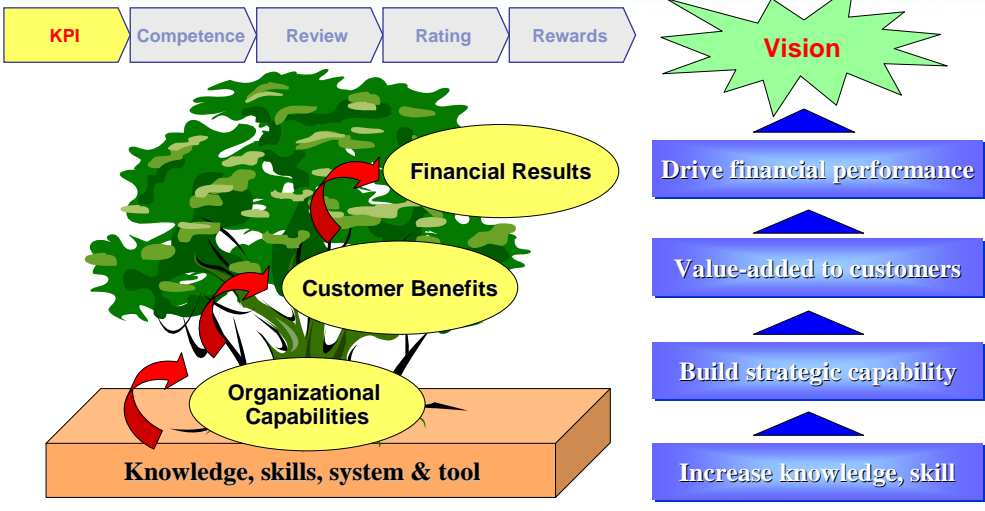 KPI
Competence
Review
Rating
Rewards
Vision
Financial Results
Customer Benefits
Organizational
Capabilities
Knowledge, skills, system & tool
Drive financial performance
Value-added to customers
Build strategic capability
Increase knowledge, skill